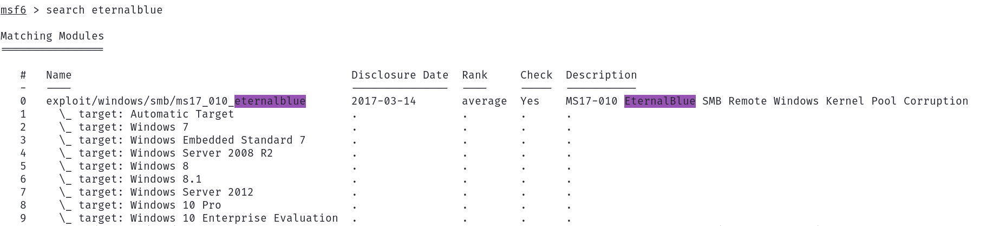 msf6 > search eternalblue
Matching Modules
================
# Name Disclosure Date Rank Check Description
- ---- --------------- ---- ----- -----------
0 exploit/windows/smb/ms17_010_eternalblue 2017-03-14 average Yes MS17-010 EternalBlue SMB Remote Windows Kernel Pool Corruption
1 \_ target: Automatic Target . . . .
2 \_ target: Windows 7 . . . .
3 \_ target: Windows Embedded Standard 7 . . . .
4 \_ target: Windows Server 2008 R2 . . . .
5 \_ target: Windows 8 . . . .
6 \_ target: Windows 8.1 . . . .
7 \_ target: Windows Server 2012 . . . .
8 \_ target: Windows 10 Pro . . . .
9 \_ target: Windows 10 Enterprise Evaluation . . . .